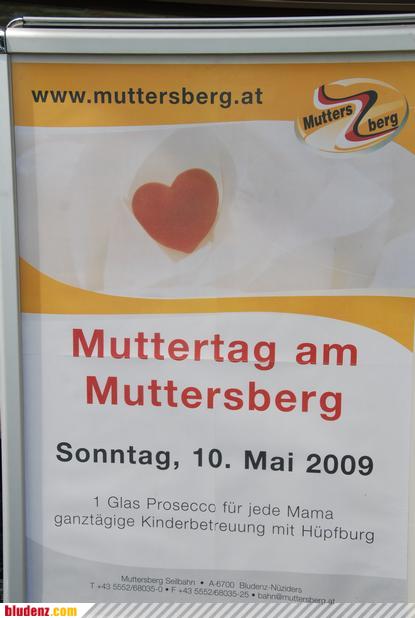 www.muttersberg.at
Mutters berg
Muttertag am
Muttersberg
Sonntag, 10. Mai 2009
1 Glas Prosecco für jede Mama
ganztägige Kinderbetreuung mit Hüpfburg
Muttersberg Seilbahn • A-6700 Bludenz-Nüziders
T +43 5552/68035-0 • F +43 5552/68035-25 • bahn@muttersberg.at
bludenz.com